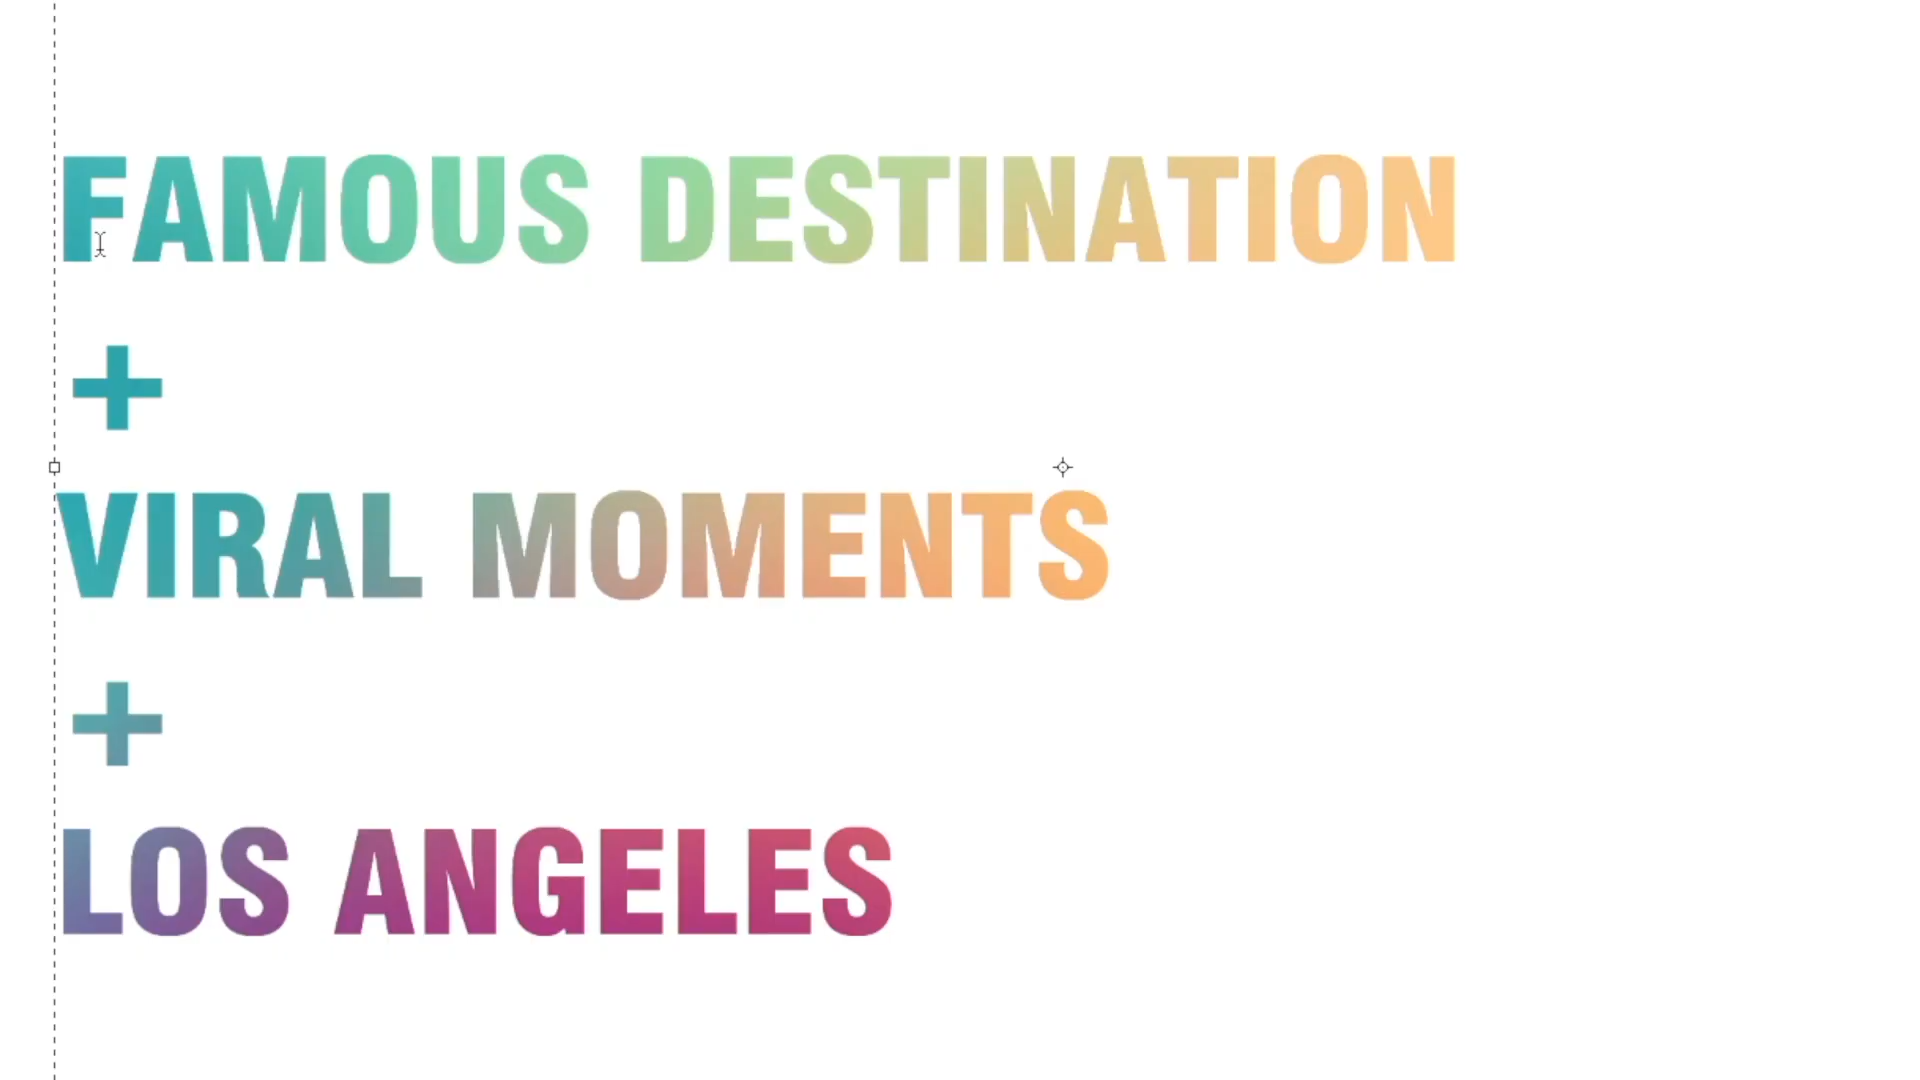 FAMOUS DESTINATION
+
VIRAL MOMENTS
+
LOS ANGELES